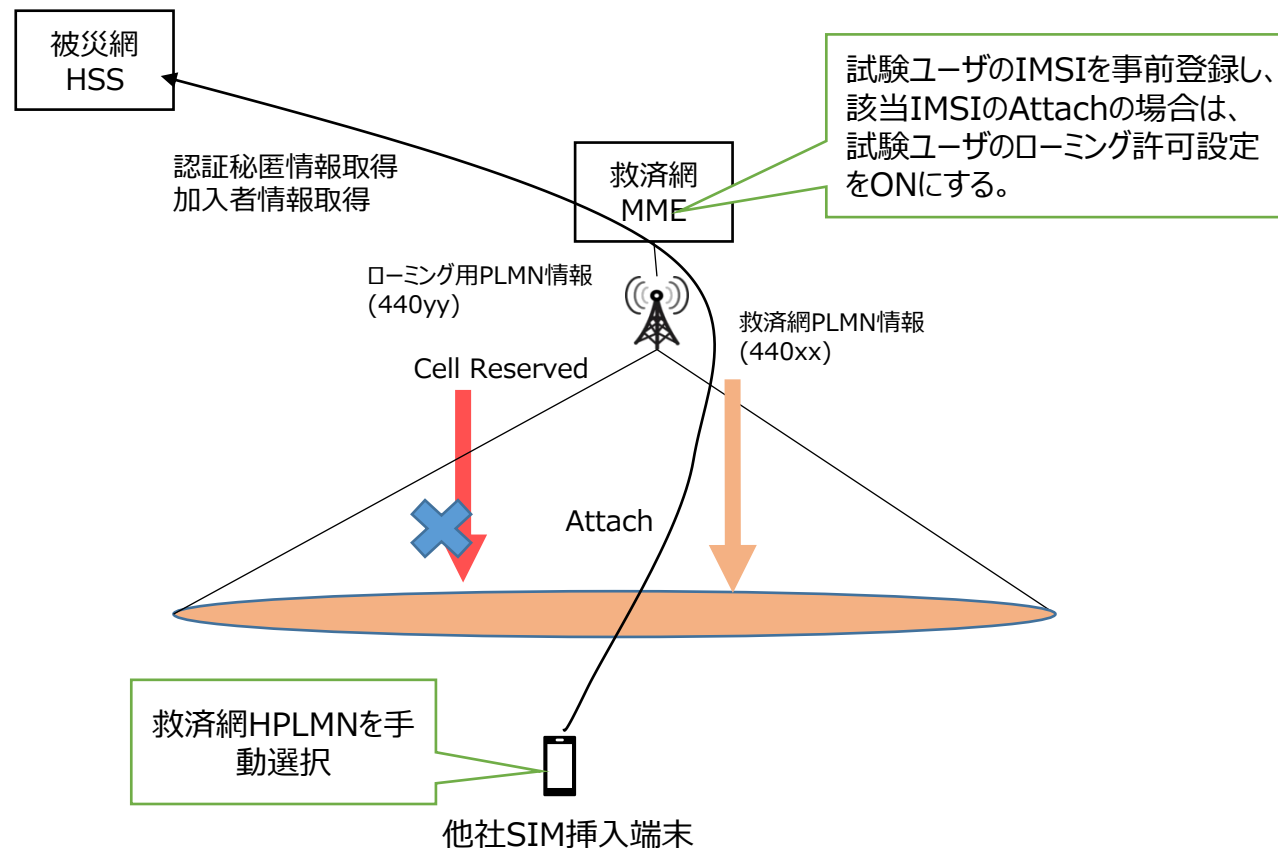 被災網
HSS
試験ユーザのIMSIを事前登録し、
該当IMSIのAttachの場合は、
試験ユーザのローミング許可設定
をONにする。
認証秘匿情報取得
加入者情報取得
救済網
MME
ローミング用PLMN情報
(440yy)
救済網PLMN情報
(440xx)
Cell Reserved
Attach
救済網HPLMNを手
動選択
他社SIM挿入端末